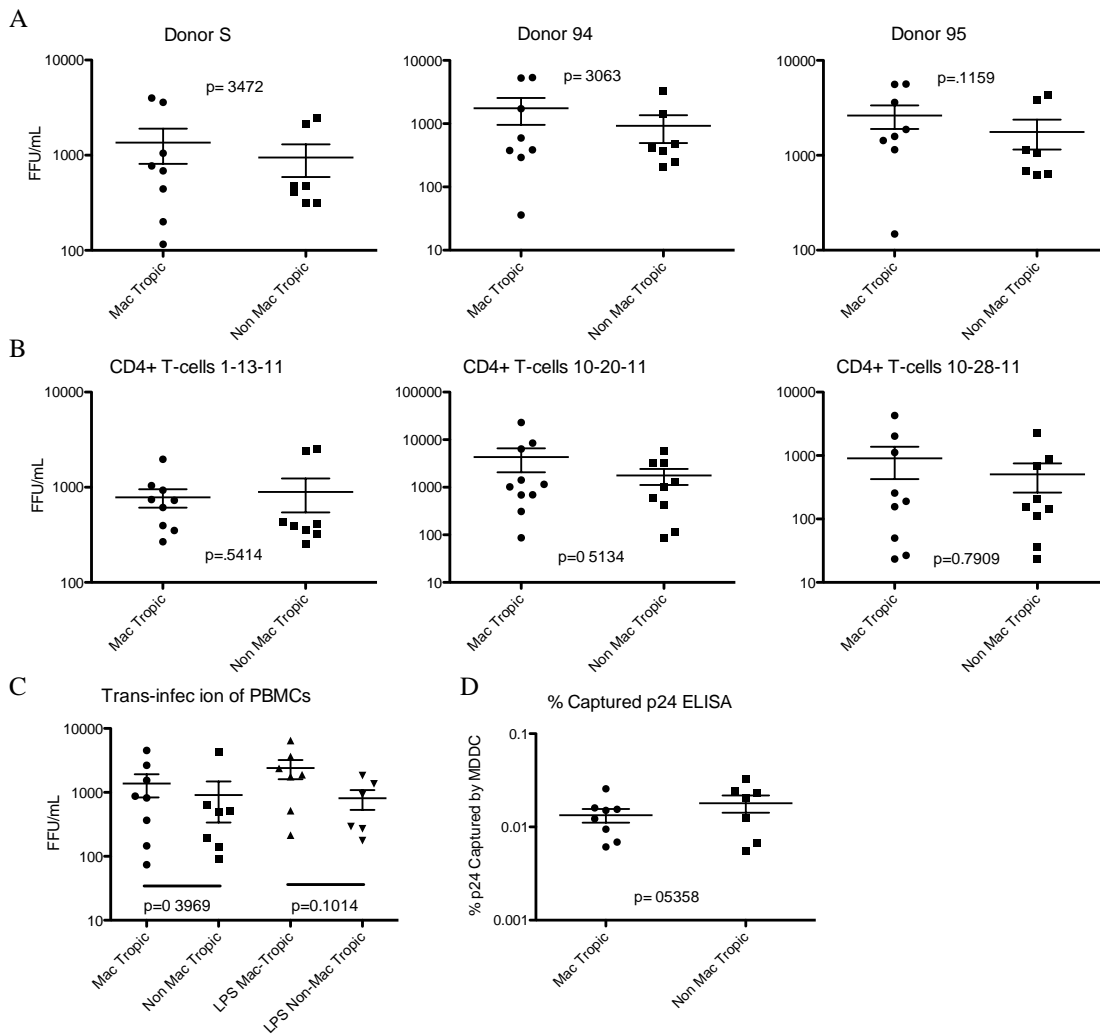 A
Donor S
Donor 94
Donor 95
10000
1000
100
FFU/mL
p= 3472
Mac Tropic
Non Mac Tropic
10000
1000
100
10
p= 3063
Mac Tropic
Non Mac Tropic
10000
1000
100
p=.1159
Mac Tropic
Non Mac Tropic
B
CD4+ T-cells 1-13-11
CD4+ T-cells 10-20-11
CD4+ T-cells 10-28-11
10000
1000
100
FFU/mL
p=.5414
Mac Tropic
Non Mac Tropic
100000
10000
1000
100
10
p=0 5134
Mac Tropic
Non Mac Tropic
10000
1000
100
10
p=0.7909
Mac Tropic
Non Mac Tropic
C
Trans-infec ion of PBMCs
10000
1000
100
10
FFU/mL
p=0 3969
p=0.1014
Mac Tropic
Non Mac Tropic
LPS Mac-Tropic
LPS Non-Mac Tropic
D
% Captured p24 ELISA
0.1
0.01
0.001
% p24 Captured by MDDC
p= 05358
Mac Tropic
Non Mac Tropic